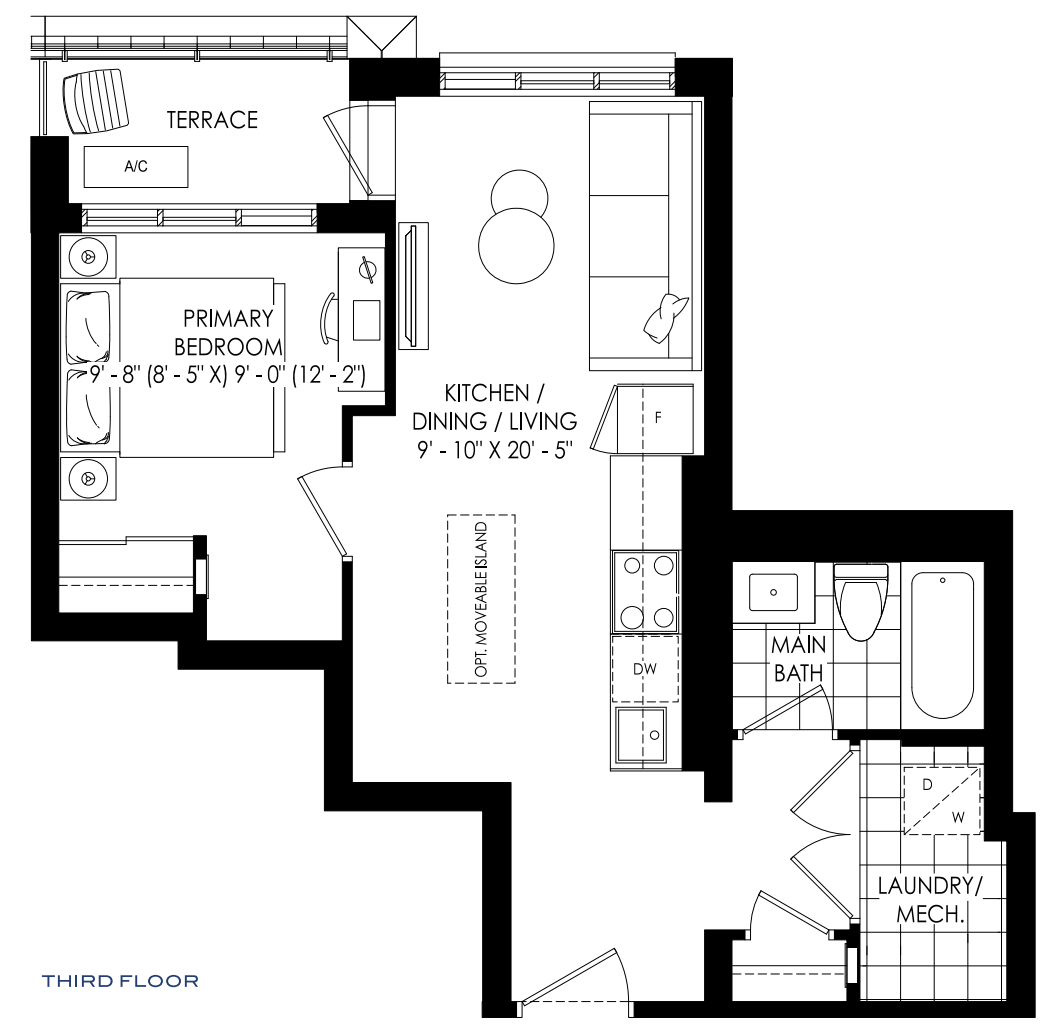 TERRACE
A/C
PRIMARY
BEDROOM
9' - 8" (8' - 5" X) 9' - 0" (12' - 2")
KITCHEN /
DINING / LIVING
9' - 10" X 20' - 5"
F
OPT. MOVEABLE ISLAND
DW
MAIN
BATH
D
W
LAUNDRY/
MECH.
THIRD FLOOR